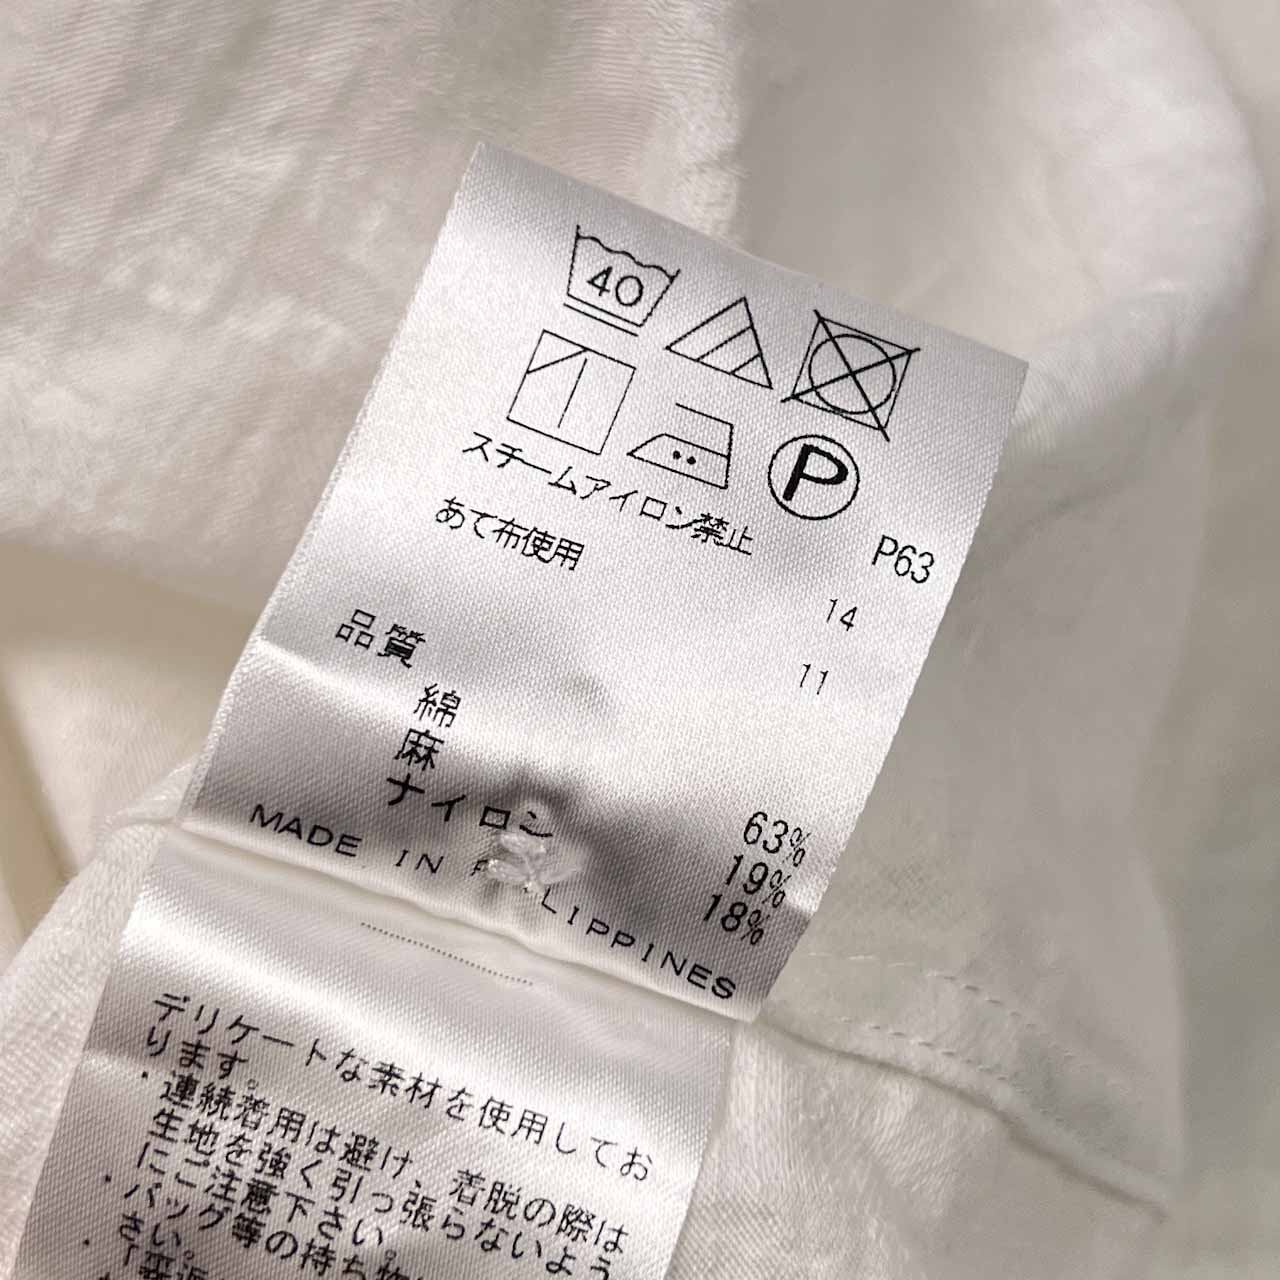 40
P
スチームアイロン禁止
あて布使用
P63
14
11
品質
綿 63%
麻 19%
ナイロン 18%
MADE IN PHILIPPINES
デリケートな素材を使用してお
ります。
・連続着用は避け、着脱の際は
生地を強く引っ張らないよう
にご注意下さい。
・バッグ等の持ち物
さい。